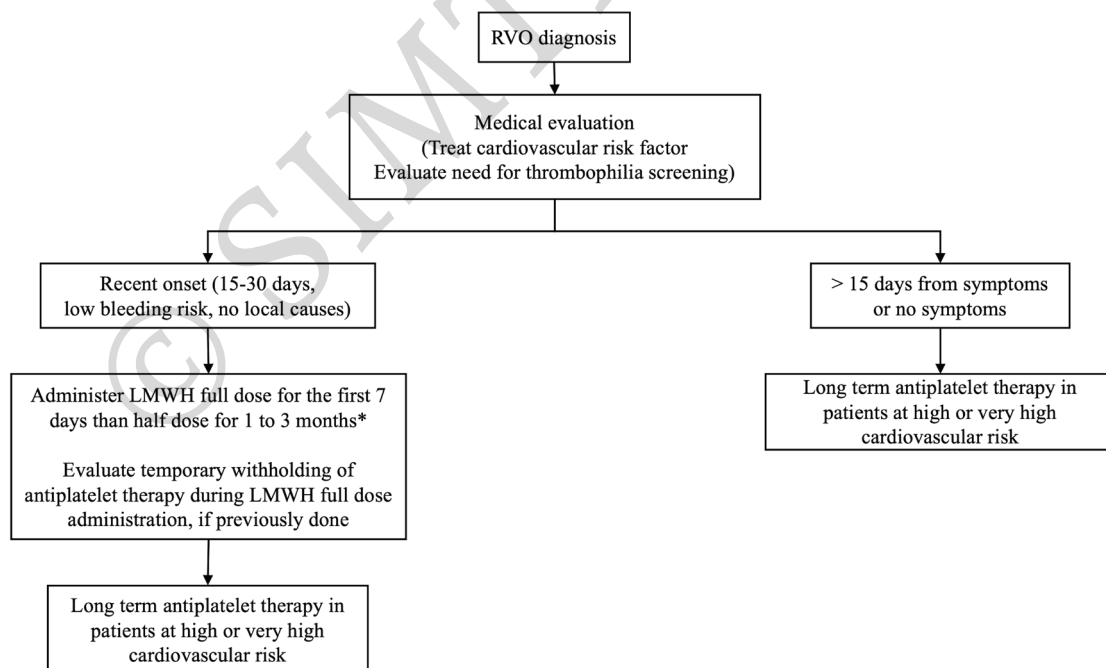 RVO diagnosis
Medical evaluation
(Treat cardiovascular risk factor
Evaluate need for thrombophilia screening)
Recent onset (15-30 days,
low bleeding risk, no local causes)
> 15 days from symptoms
or no symptoms
Administer LMWH full dose for the first 7
days than half dose for 1 to 3 months*
Evaluate temporary withholding of
antiplatelet therapy during LMWH full dose
administration, if previously done
Long term antiplatelet therapy in
patients at high or very high
cardiovascular risk
Long term antiplatelet therapy in
patients at high or very high
cardiovascular risk